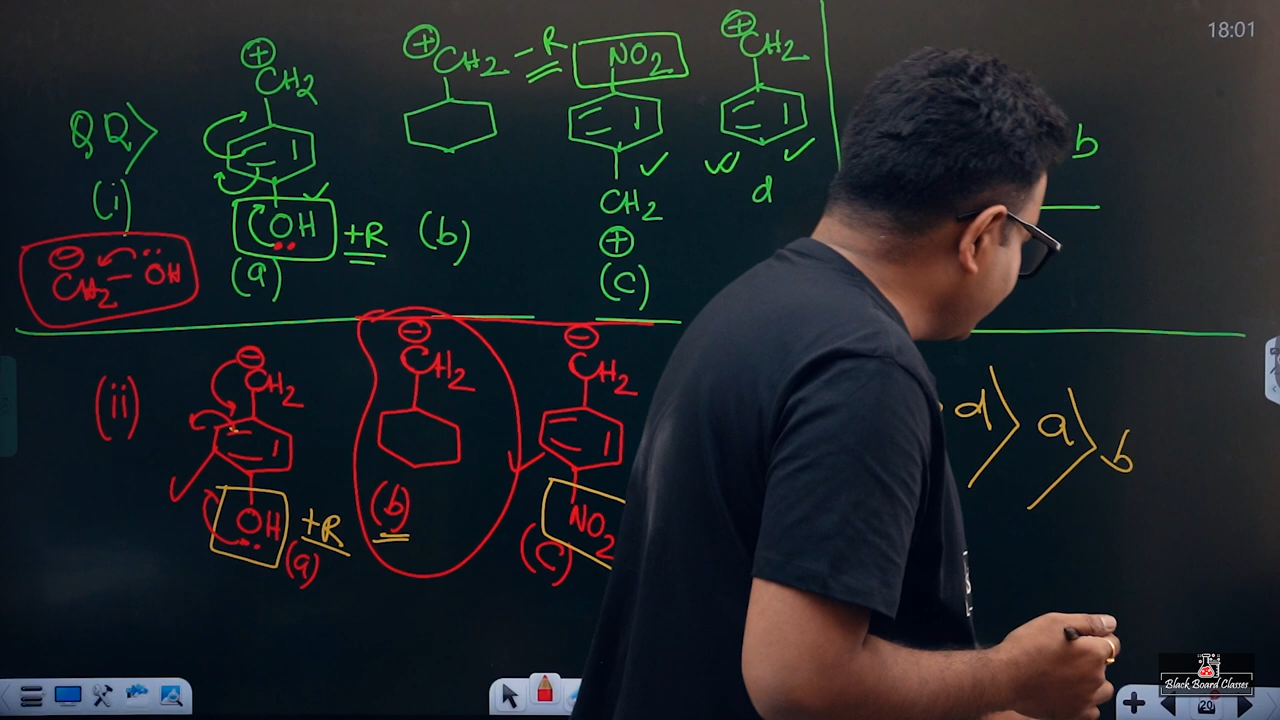 18:01
⊕
CH2
⊕
CH2 – R
NO2
⊕
CH2
QQ>
(i)
b
✓
✓✓ ✓
d
CH2
⊕
OH
+R
(b)
(a)
(c)
⊖
CH2 – OH
(ii)
⊖
CH2
⊖
CH2
⊖
CH2
d > a > b
OH
+R
(a)
(b)
NO2
(c)
Black Board Classes
20